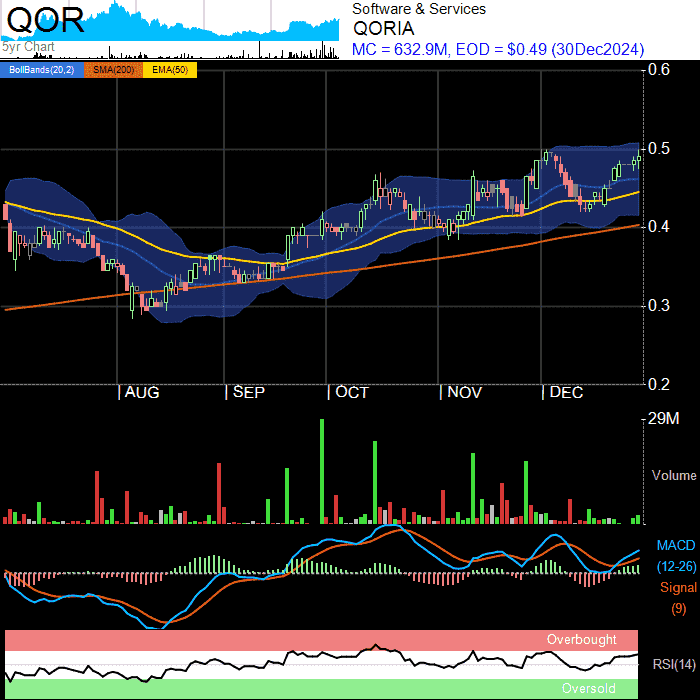 QOR
5yr Chart
Software & Services
QORIA
MC = 632.9M, EOD = $0.49 (30Dec2024)
BollBands(20,2) SMA(200) EMA(50)
0.6
0.5
0.4
0.3
0.2
| AUG | SEP | OCT | NOV | DEC
29M
Volume
MACD
(12-26)
Signal
(9)
Overbought
RSI(14)
Oversold